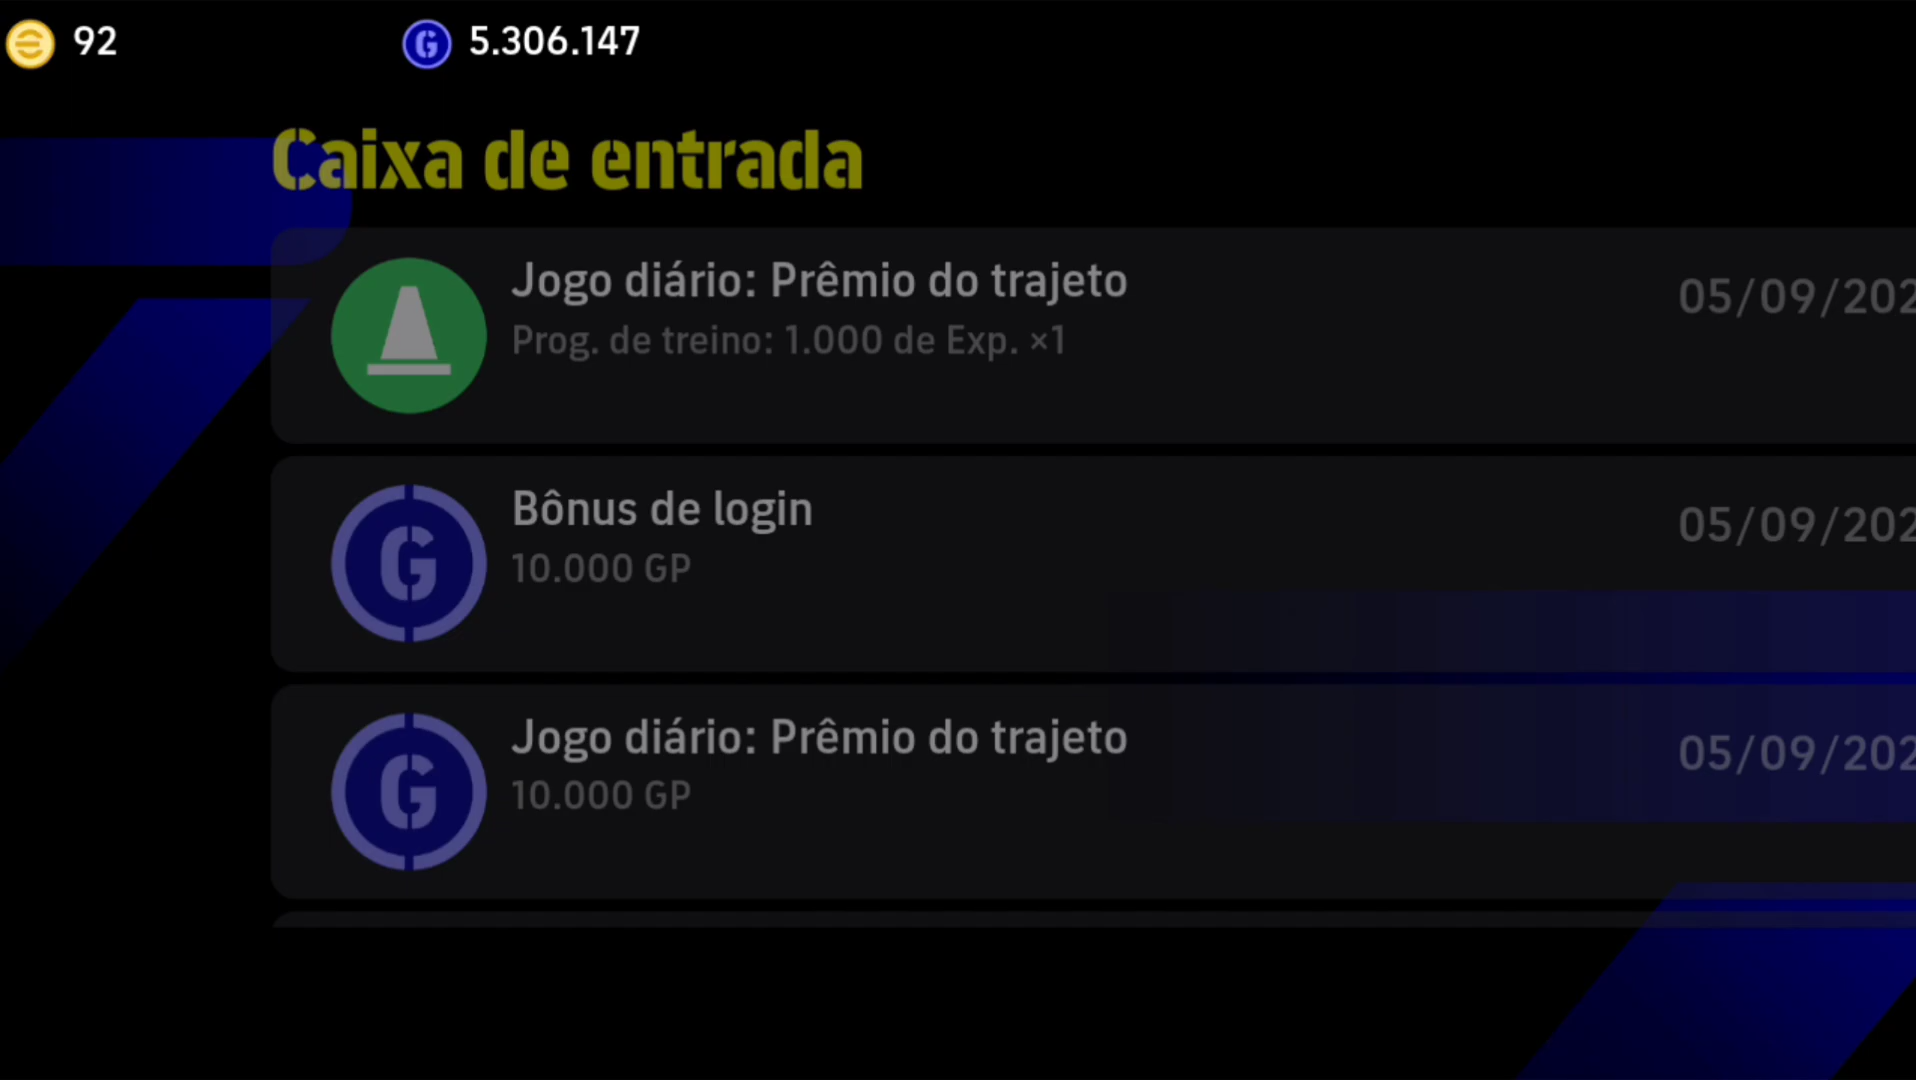 92
5.306.147
Caixa de entrada
Jogo diário: Prêmio do trajeto
05/09/202
Prog. de treino: 1.000 de Exp. ×1
Bônus de login
05/09/202
10.000 GP
Jogo diário: Prêmio do trajeto
05/09/202
10.000 GP